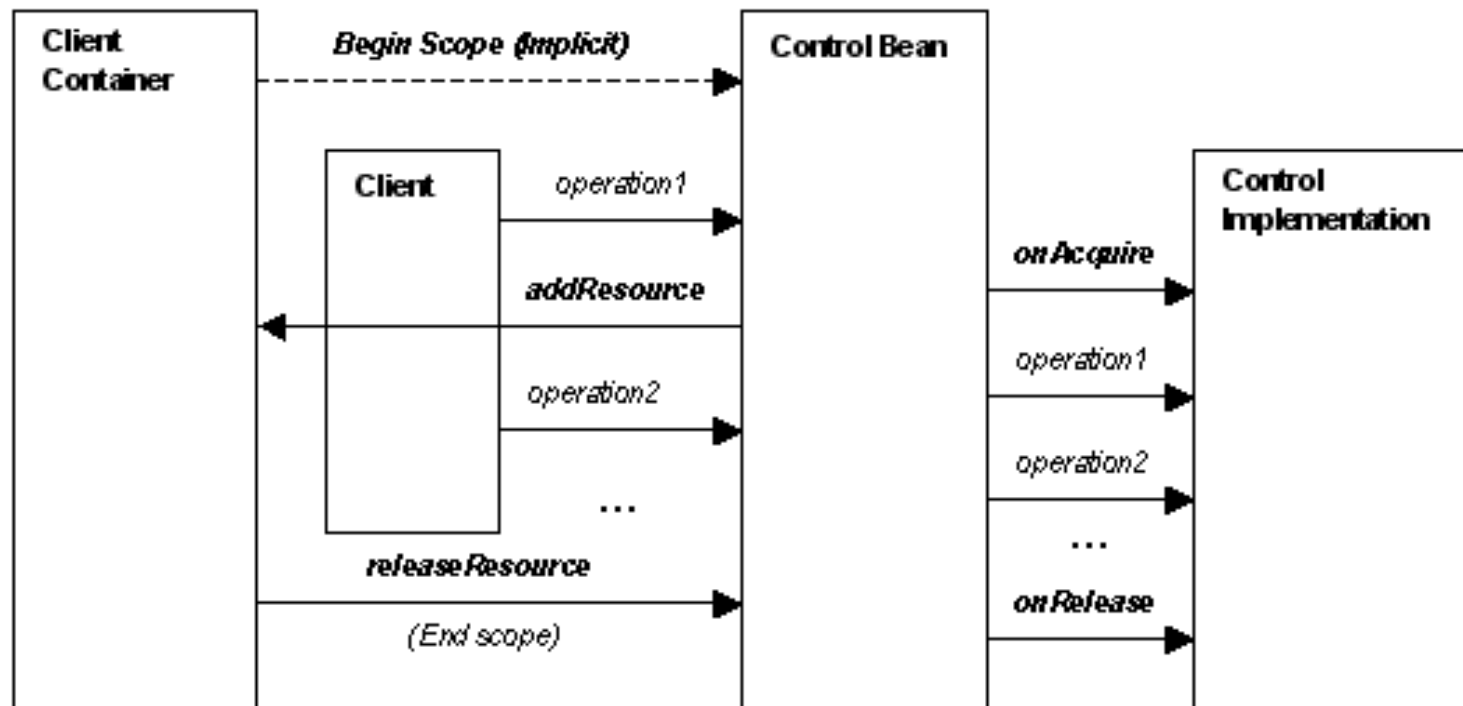 Client
Container
Begin Scope (Implicit)
Control Bean
Client
operation1
Control
Implementation
onAcquire
addResource
operation1
operation2
operation2
...
...
releaseResource
onRelease
(End scope)